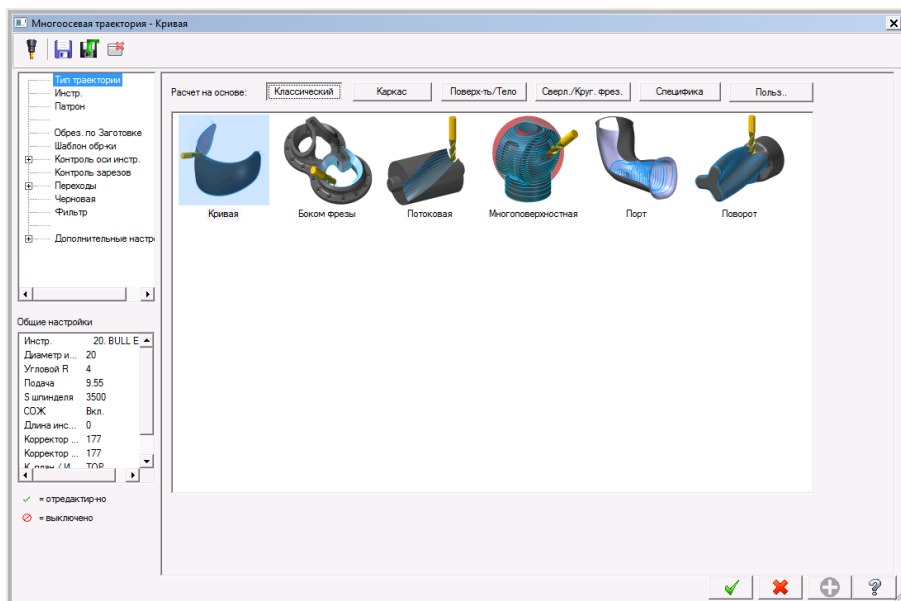 Многоосевая траектория - Кривая
Тип траектории
Инстр.
Патрон
Обрез. по Заготовке
Шаблон обр-ки
Контроль оси инстр.
Контроль зарезов
Переходы
Черновая
Фильтр
Дополнительные настро
Расчет на основе: Классический Каркас Поверх-ть/Тело Сверл./Круг. фрез. Специфика Польз..
Кривая Боком фрезы Потоковая Многоповерхностная Порт Поворот
Общие настройки
Инстр. 20. BULL E
Диаметр и... 20
Угловой R 4
Подача 9.55
S шпинделя 3500
СОЖ Вкл.
Длина инс... 0
Корректор ... 177
Корректор ... 177
К. план / И TOP
= отредактир-но
= выключено